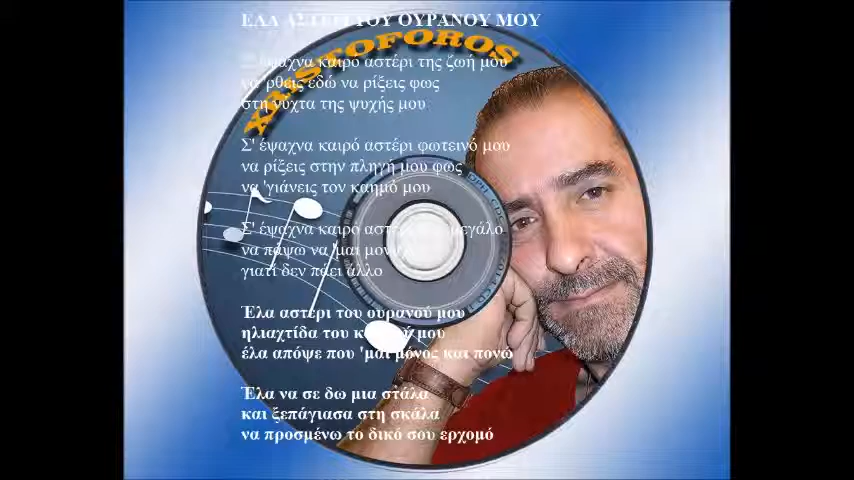 ΕΛΑ ΑΣΤΕΡΙ ΤΟΥ ΟΥΡΑΝΟΥ ΜΟΥ
XRISTOFOROS
Σ' έψαχνα καιρό αστέρι της ζωή μου
να 'ρθεις εδώ να ρίξεις φως
στη νύχτα της ψυχής μου
Σ' έψαχνα καιρό αστέρι φωτεινό μου
να ρίξεις στην πληγή μου φως
να 'γιάνεις τον καημό μου
Σ' έψαχνα καιρο μεγάλο
να πάψω να 'μαι
γιατί δεν πάει άλλο
Έλα αστέρι του ουρανού μου
ηλιαχτίδα του μου
έλα απόψε που 'μαι μόνος και πονώ
Έλα να σε δω μια στάλα
και ξεπάγιασα στη σκάλα
να προσμένω το δικό σου ερχομό